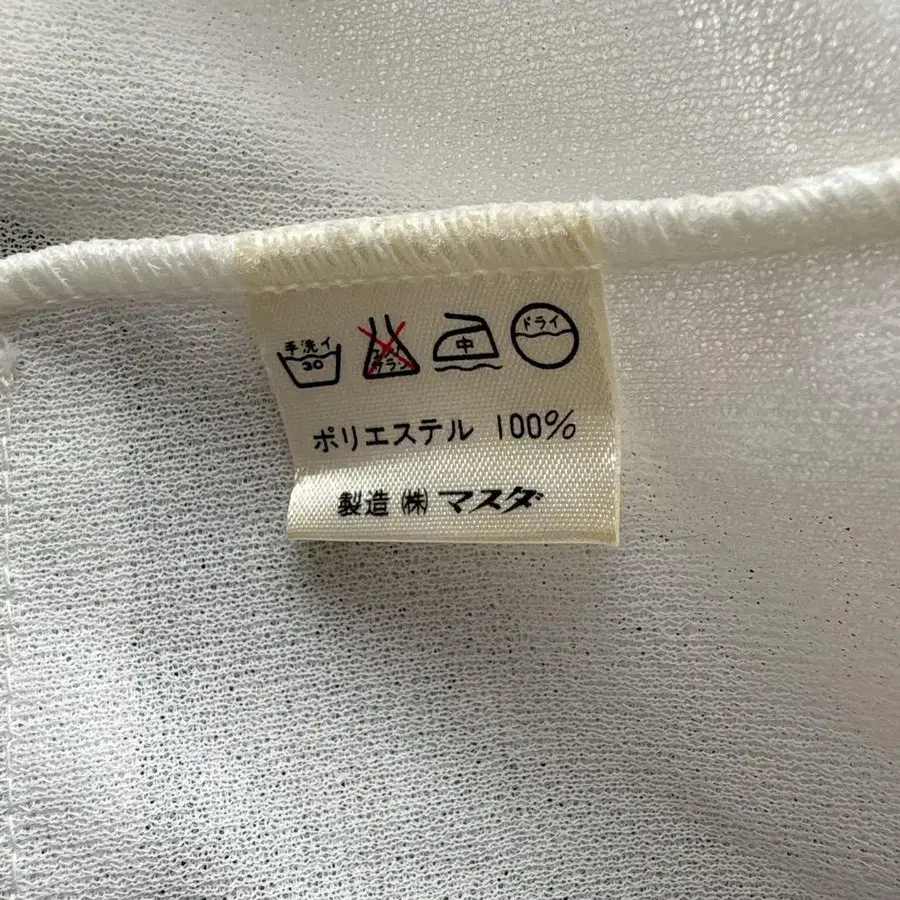 手洗イ 30
エンソ サラシ
中
ドライ
ポリエステル 100%
製造 ㈱ マスダ